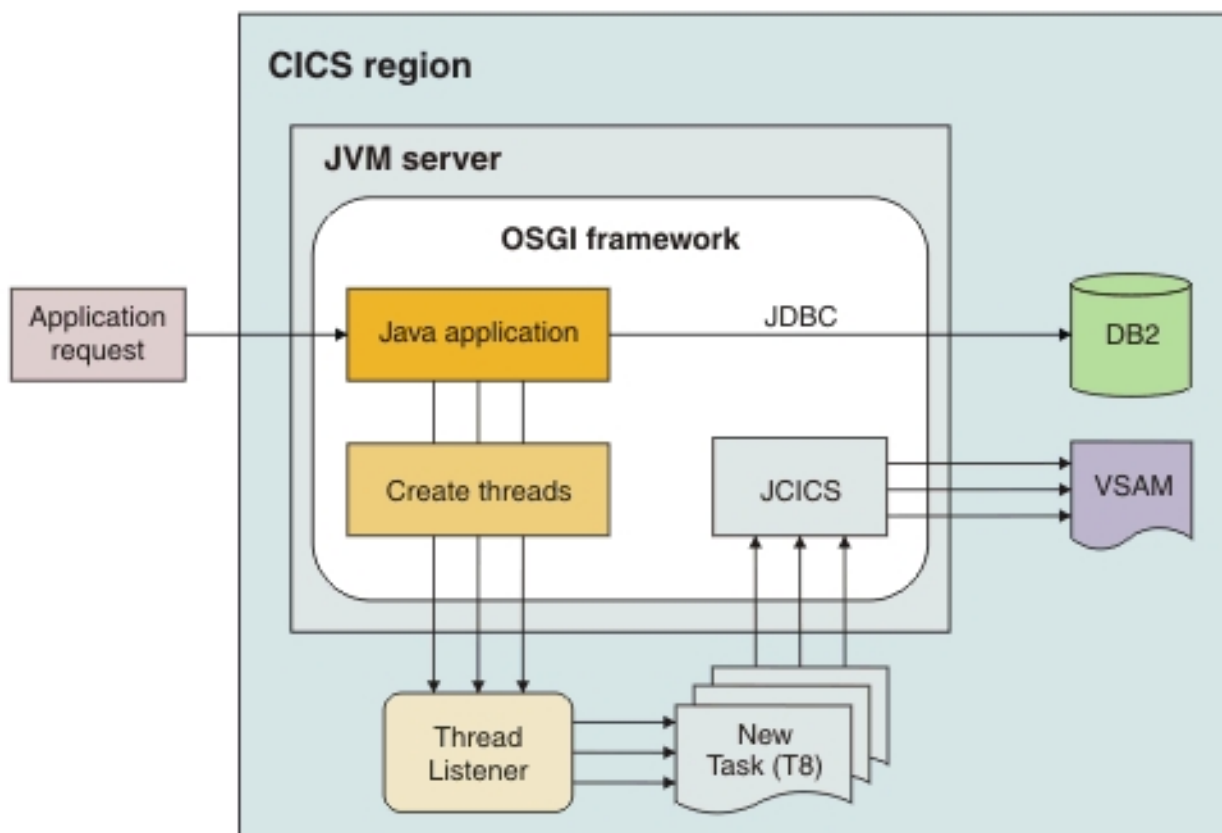 CICS region
JVM server
OSGI framework
Application
request
Java application
JDBC
DB2
Create threads
JCICS
VSAM
Thread
Listener
New
Task (T8)